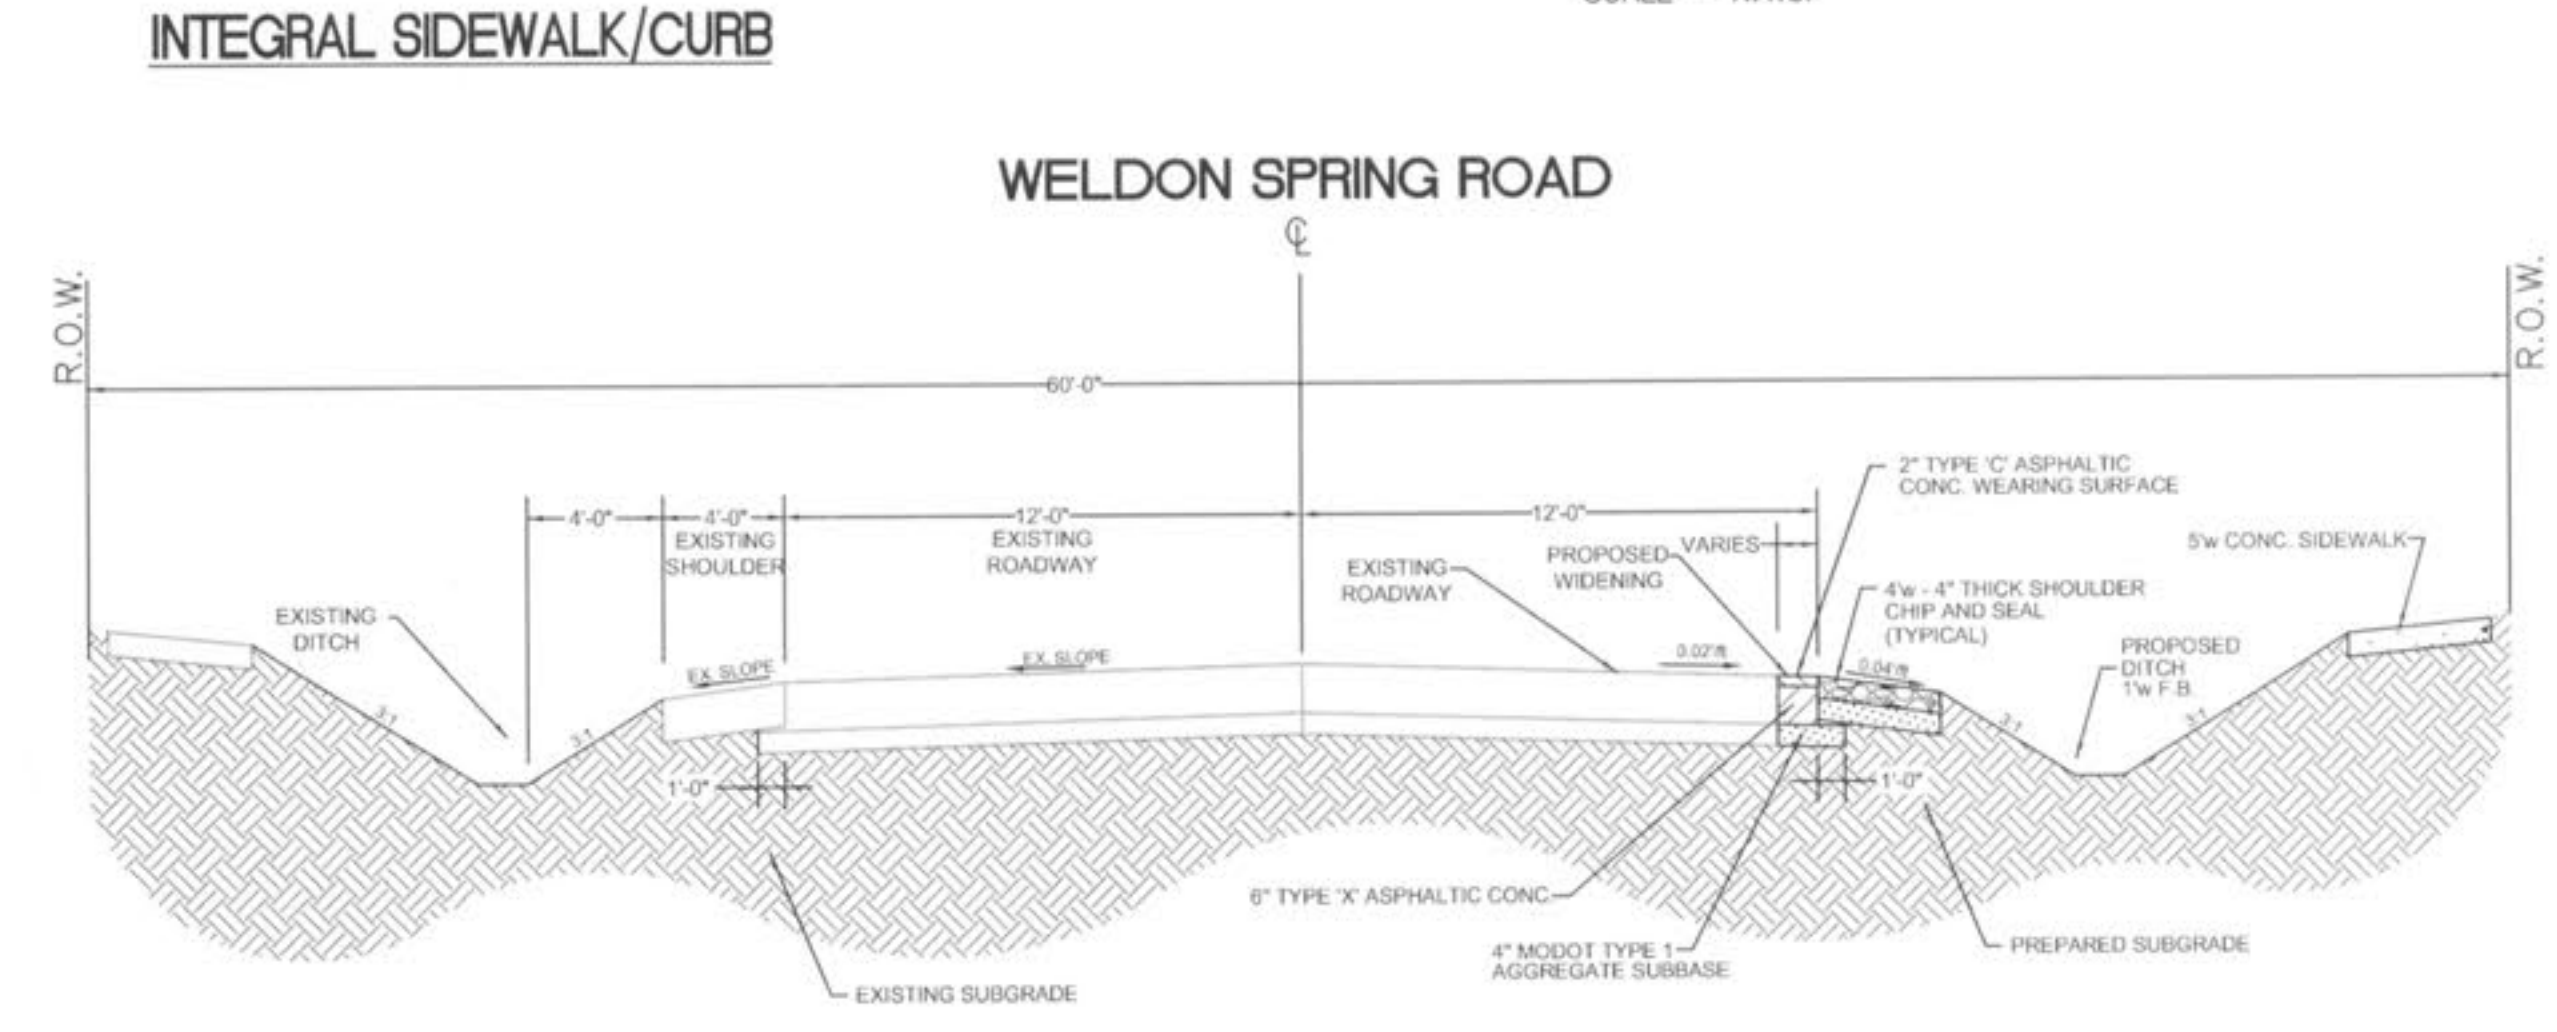 INTEGRAL SIDEWALK/CURB
WELDON SPRING ROAD
℄
R.O.W.
R.O.W.
60'-0"
2" TYPE 'C' ASPHALTIC
CONC. WEARING SURFACE
4'-0"
4'-0"
12'-0"
12'-0"
EXISTING
SHOULDER
EXISTING
ROADWAY
EXISTING
ROADWAY
PROPOSED
WIDENING
VARIES
5'w CONC. SIDEWALK
4'w - 4" THICK SHOULDER
CHIP AND SEAL
(TYPICAL)
EXISTING
DITCH
PROPOSED
DITCH
1'w F.B.
EX. SLOPE
EX. SLOPE
0.02'/ft
0.04'/ft
3:1
3:1
3:1
3:1
1'-0"
1'-0"
6" TYPE 'X' ASPHALTIC CONC
4" MODOT TYPE 1
AGGREGATE SUBBASE
PREPARED SUBGRADE
EXISTING SUBGRADE